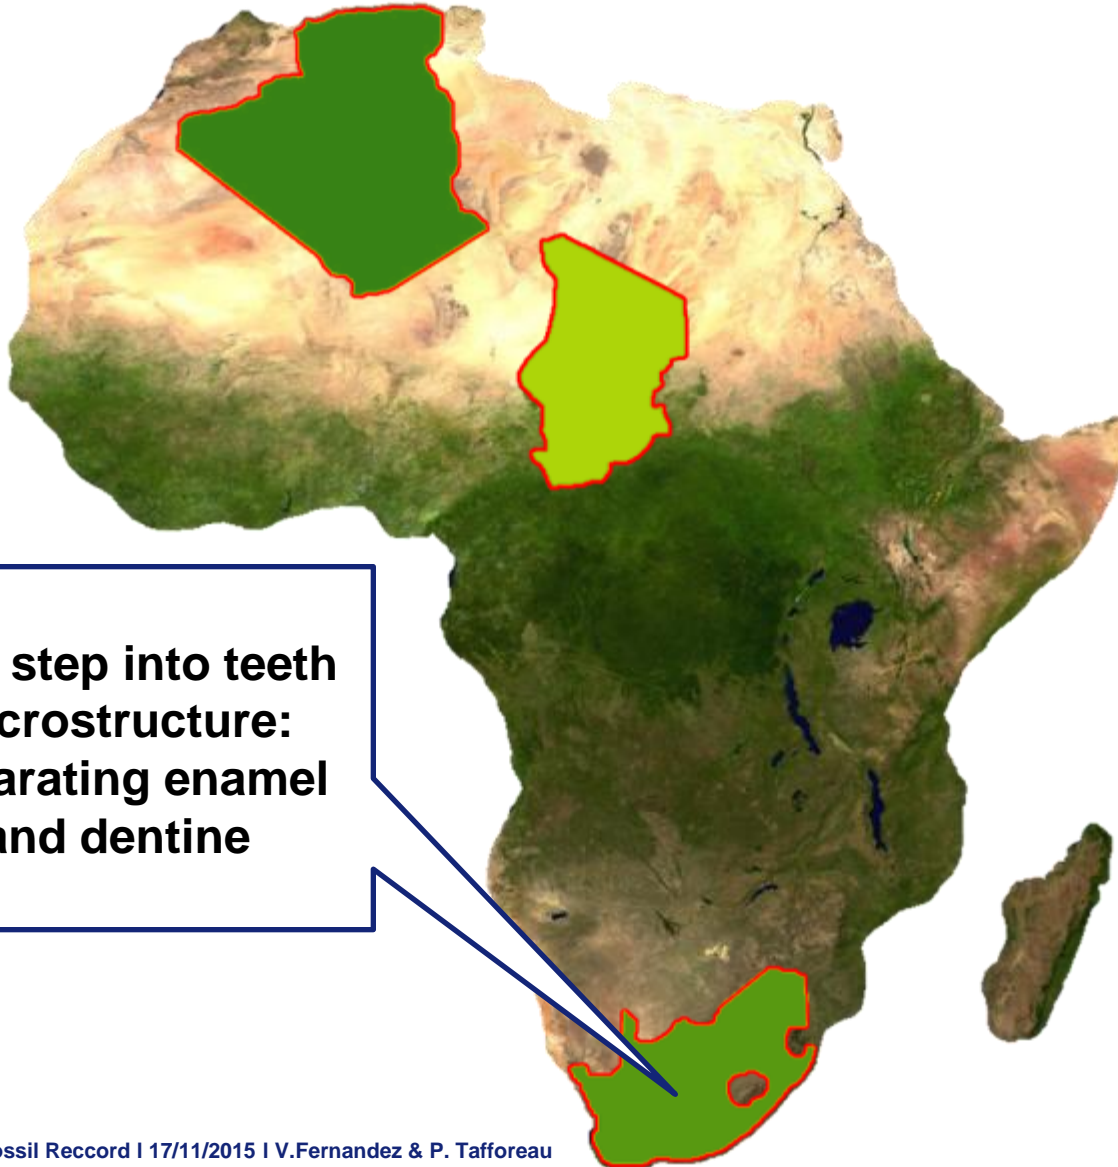 step into teeth
crostructure:
arating enamel
and dentine
ossil Reccord I 17/11/2015 I V.Fernandez & P. Tafforeau